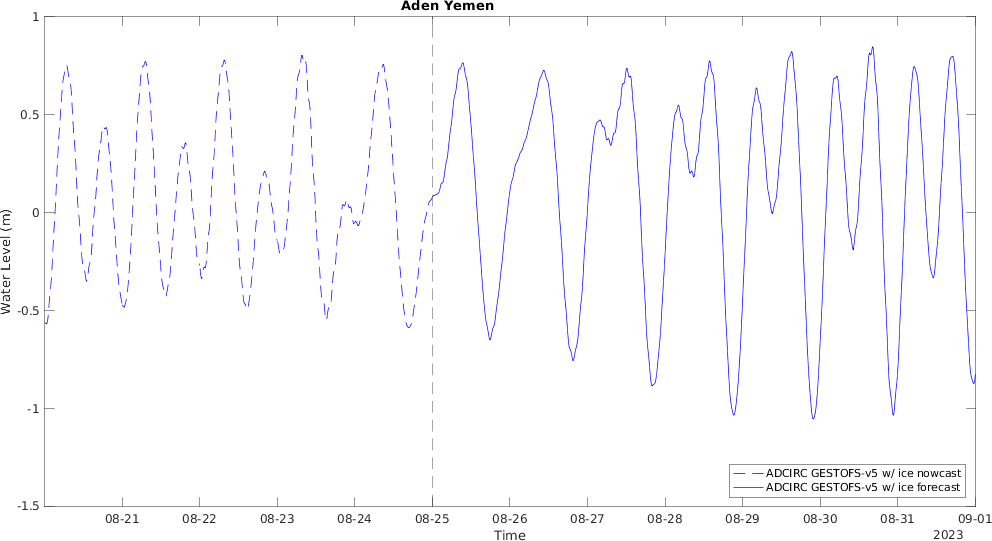 Aden Yemen
1
0.5
0
-0.5
-1
-1.5
Water Level (m)
08-21 08-22 08-23 08-24 08-25 08-26 08-27 08-28 08-29 08-30 08-31 09-01
Time
2023
ADCIRC GESTOFS-v5 w/ ice nowcast
ADCIRC GESTOFS-v5 w/ ice forecast